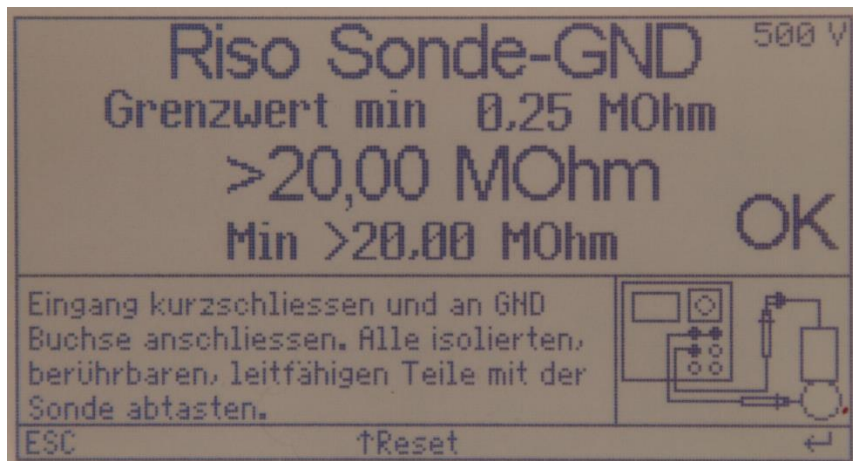 Riso Sonde-GND 500 V
Grenzwert min 0,25 MOhm
>20,00 MOhm
OK
Min >20,00 MOhm
Eingang kurzschliessen und an GND
Buchse anschliessen. Alle isolierten,
berührbaren, leitfähigen Teile mit der
Sonde abtasten.
ESC ↑Reset ↵